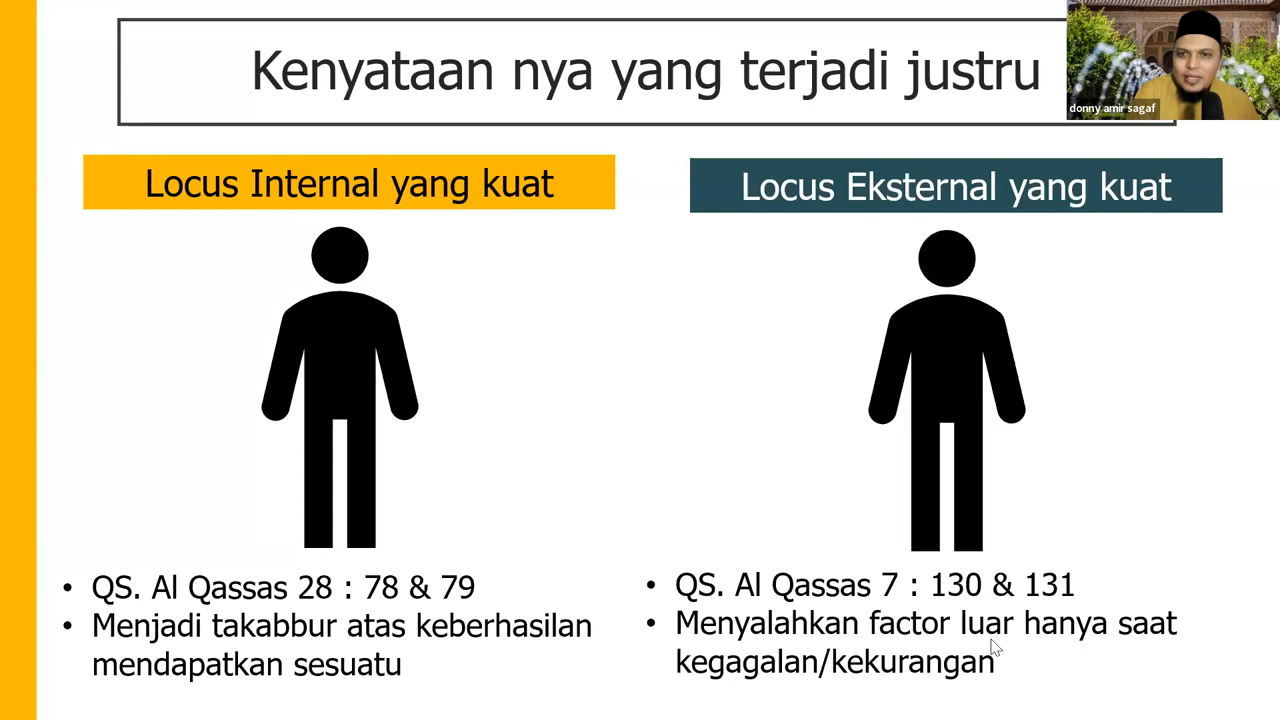 Kenyataan nya yang terjadi justru
donny amir sagaf
Locus Internal yang kuat
Locus Eksternal yang kuat
• QS. Al Qassas 28 : 78 & 79
• Menjadi takabbur atas keberhasilan
mendapatkan sesuatu
• QS. Al Qassas 7 : 130 & 131
• Menyalahkan factor luar hanya saat
kegagalan/kekurangan